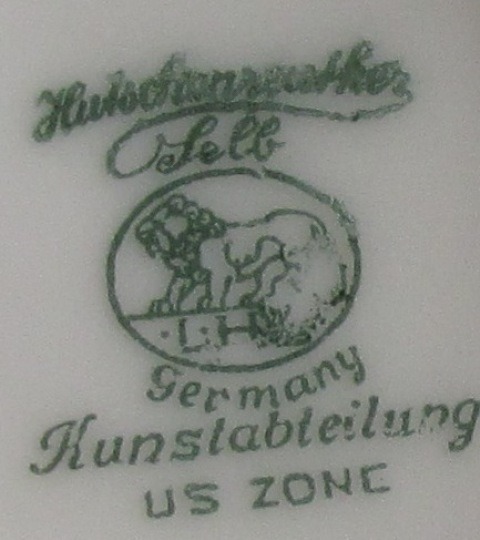 Hutschenreuther
Selb
· L · H
Germany
Kunstabteilung
US ZONE